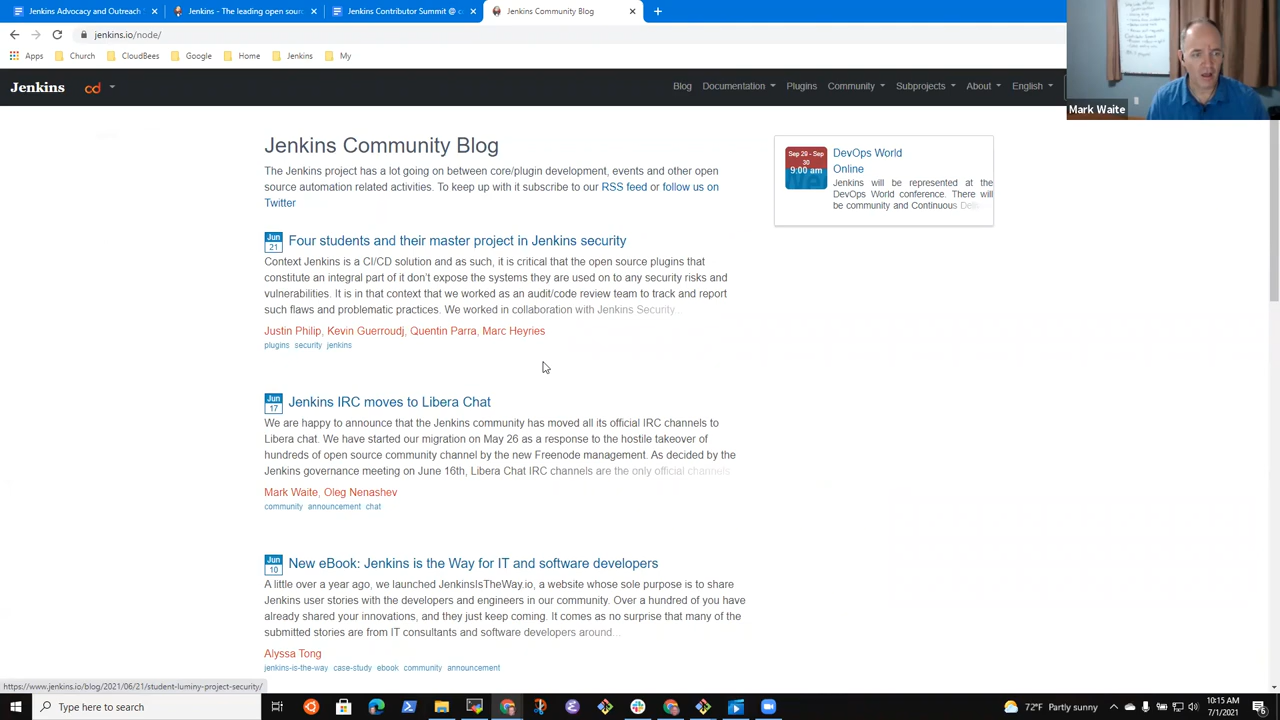 Jenkins Advocacy and Outreach
Jenkins - The leading open sourc
Jenkins Contributor Summit @ c
Jenkins Community Blog
jenkins.io/node/
Apps Church CloudBees Google Home Jenkins My
Jenkins
Blog Documentation Plugins Community Subprojects About English
Mark Waite
Jenkins Community Blog
The Jenkins project has a lot going on between core/plugin development, events and other open
source automation related activities. To keep up with it subscribe to our RSS feed or follow us on
Twitter
Sep 29 - Sep
30
9:00 am
DevOps World
Online
Jenkins will be represented at the
DevOps World conference. There will
be community and Continuous Deli
Jun
21
Four students and their master project in Jenkins security
Context Jenkins is a CI/CD solution and as such, it is critical that the open source plugins that
constitute an integral part of it don't expose the systems they are used on to any security risks and
vulnerabilities. It is in that context that we worked as an audit/code review team to track and report
such flaws and problematic practices. We worked in collaboration with Jenkins Security...
Justin Philip, Kevin Guerroudj, Quentin Parra, Marc Heyries
plugins security jenkins
Jun
17
Jenkins IRC moves to Libera Chat
We are happy to announce that the Jenkins community has moved all its official IRC channels to
Libera chat. We have started our migration on May 26 as a response to the hostile takeover of
hundreds of open source community channel by the new Freenode management. As decided by the
Jenkins governance meeting on June 16th, Libera Chat IRC channels are the only official channels
Mark Waite, Oleg Nenashev
community announcement chat
Jun
10
New eBook: Jenkins is the Way for IT and software developers
A little over a year ago, we launched JenkinsIsTheWay.io, a website whose sole purpose is to share
Jenkins user stories with the developers and engineers in our community. Over a hundred of you have
already shared your innovations, and they just keep coming. It comes as no surprise that many of the
submitted stories are from IT consultants and software developers around...
Alyssa Tong
jenkins-is-the-way case-study ebook community announcement
https://www.jenkins.io/blog/2021/06/21/student-luminy-project-security/
Type here to search
72°F Partly sunny
10:15 AM
7/1/2021